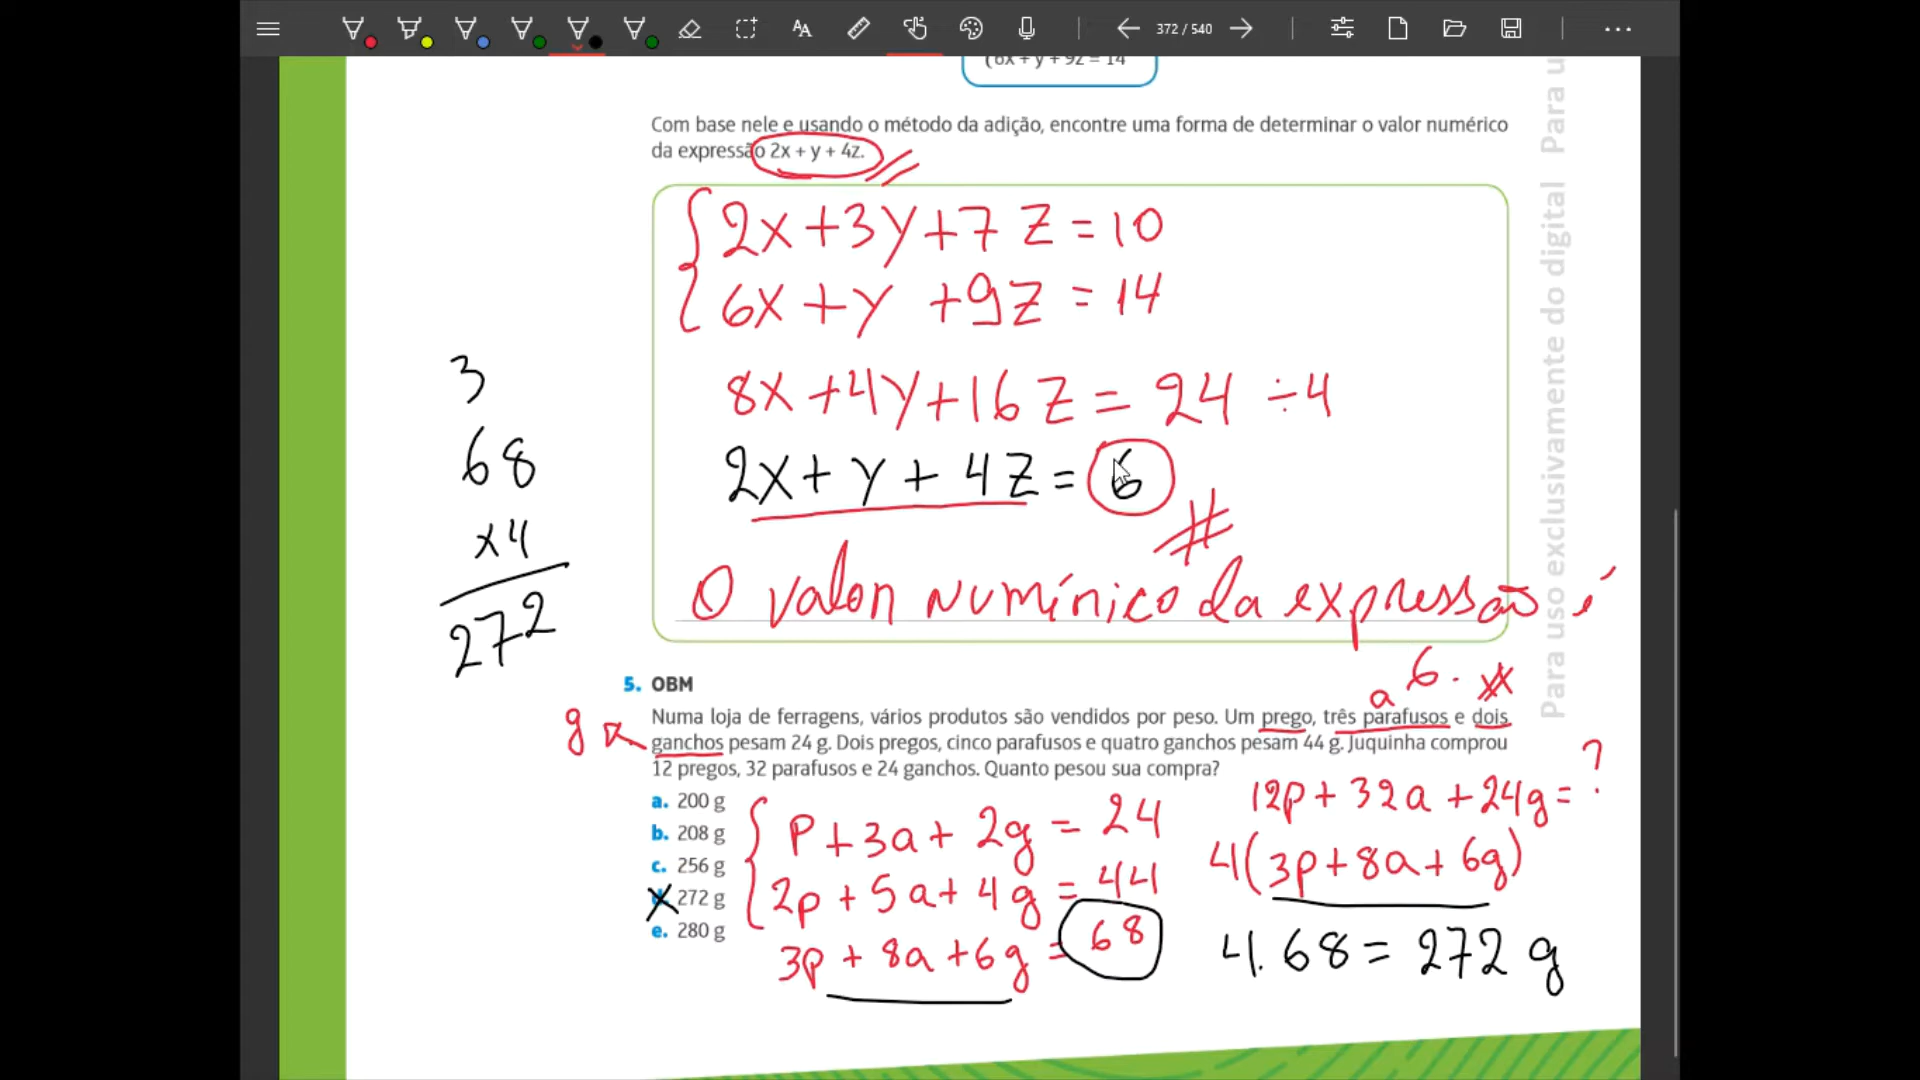 372 / 540
(6x + y + 9z = 14
Com base nele e usando o método da adição, encontre uma forma de determinar o valor numérico
da expressão 2x + y + 4z.
2x + 3y + 7z = 10
6x + y + 9z = 14
8x + 4y + 16z = 24 ÷ 4
2x + y + 4z = 6
O valor numérico da expressão é
6.
3
68
x4
272
5. OBM
a
g
Numa loja de ferragens, vários produtos são vendidos por peso. Um prego, três parafusos e dois
ganchos pesam 24 g. Dois pregos, cinco parafusos e quatro ganchos pesam 44 g. Juquinha comprou
12 pregos, 32 parafusos e 24 ganchos. Quanto pesou sua compra?
a. 200 g
b. 208 g
c. 256 g
272 g
e. 280 g
p + 3a + 2g = 24
2p + 5a + 4g = 44
3p + 8a + 6g = 68
12p + 32a + 24g = ?
4(3p + 8a + 6g)
4.68 = 272 g
Para uso exclusivamente do digital Para u